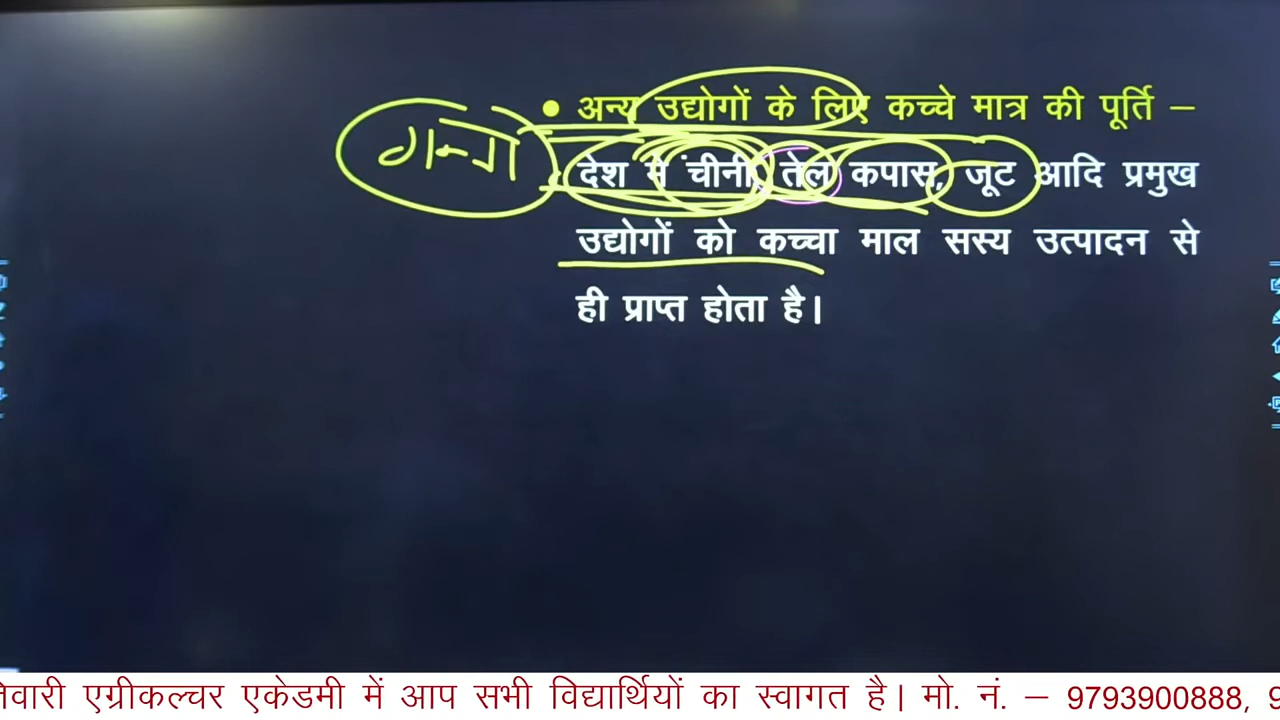 • अन्य उद्योगों के लिए कच्चे मात्र की पूर्ति –
गन्ना
देश में चीनी, तेल कपास, जूट आदि प्रमुख
उद्योगों को कच्चा माल सस्य उत्पादन से
ही प्राप्त होता है।
तिवारी एग्रीकल्चर एकेडमी में आप सभी विद्यार्थियों का स्वागत है। मो. नं. – 9793900888, 9